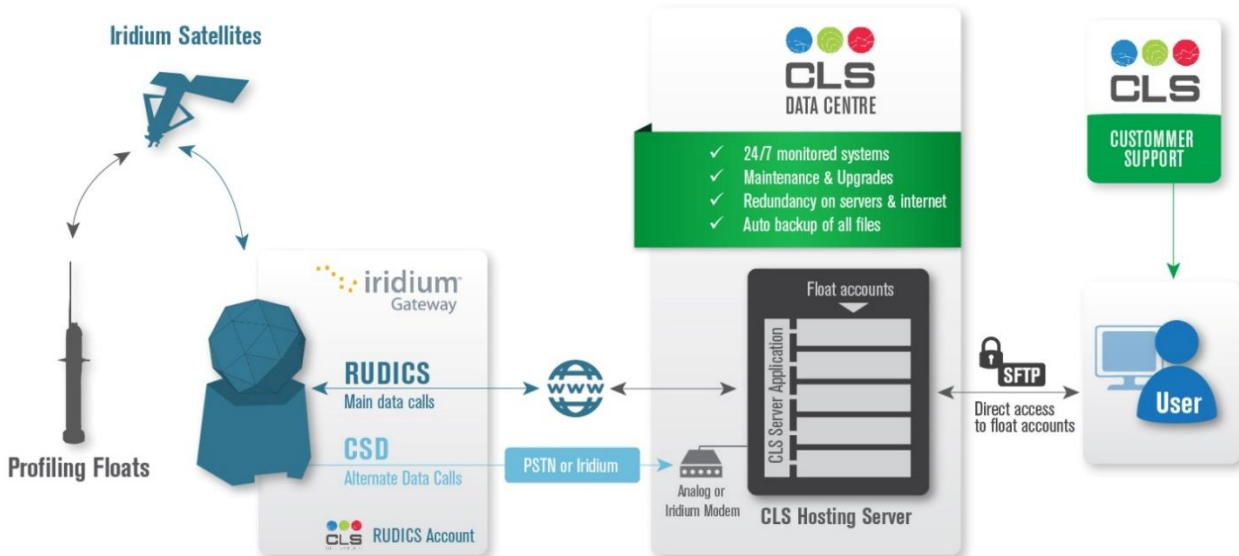 Iridium Satellites
Profiling Floats
iridium
Gateway
RUDICS
Main data calls
CSD
Alternate Data Calls
CLS
RUDICS Account
WWW
PSTN or Iridium
Analog or
Iridium Modem
CLS
DATA CENTRE
✓ 24/7 monitored systems
✓ Maintenance & Upgrades
✓ Redundancy on servers & internet
✓ Auto backup of all files
Float accounts
CLS Server Application
CLS Hosting Server
SFTP
Direct access
to float accounts
CLS
CUSTOMMER
SUPPORT
User